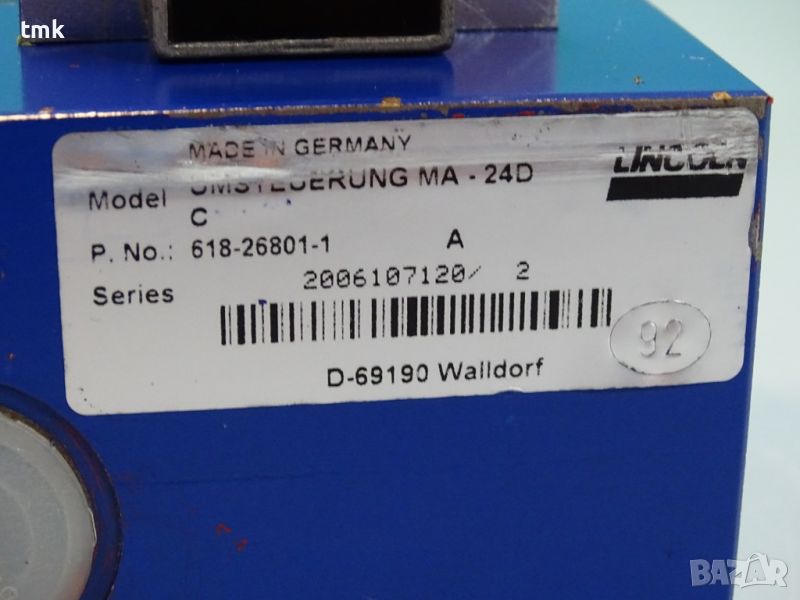 tmk
MADE IN GERMANY
LINCOLN
Model UMSTEUERUNG MA - 24D
C
P. No.: 618-26801-1 A
Series 2006107120/ 2
92
D-69190 Walldorf
BAZAR